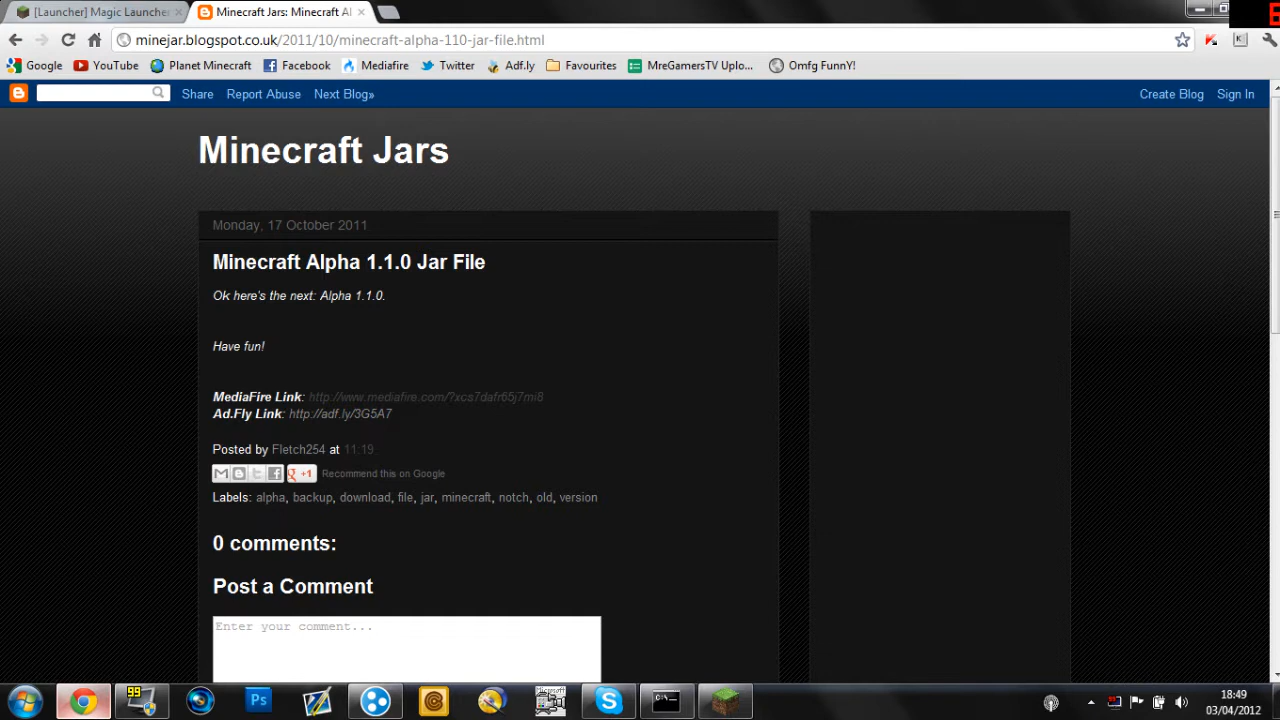 [Launcher] Magic Launcher
Minecraft Jars: Minecraft Al
minejar.blogspot.co.uk/2011/10/minecraft-alpha-110-jar-file.html
Google YouTube Planet Minecraft Facebook Mediafire Twitter Adf.ly Favourites MreGamersTV Uplo... Omfg FunnY!
Share Report Abuse Next Blog» Create Blog Sign In
Minecraft Jars
Monday, 17 October 2011
Minecraft Alpha 1.1.0 Jar File
Ok here's the next: Alpha 1.1.0.
Have fun!
MediaFire Link: http://www.mediafire.com/?xcs7dafr65j7mi8
Ad.Fly Link: http://adf.ly/3G5A7
Posted by Fletch254 at 11:19
+1 Recommend this on Google
Labels: alpha, backup, download, file, jar, minecraft, notch, old, version
0 comments:
Post a Comment
Enter your comment...
99 Ps
18:49
03/04/2012